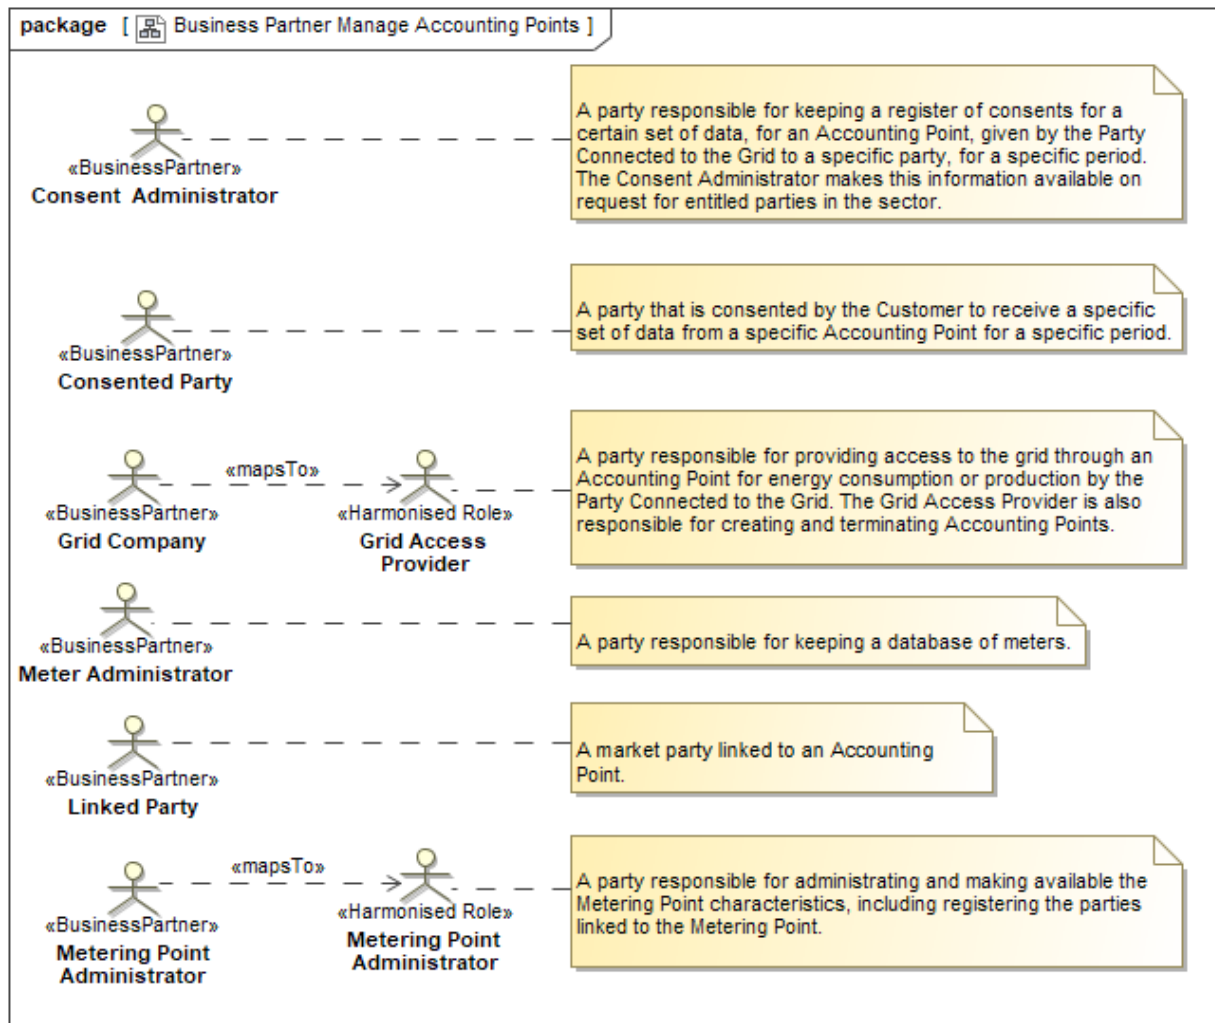 package [ Business Partner Manage Accounting Points ]
«BusinessPartner»
Consent Administrator
A party responsible for keeping a register of consents for a
certain set of data, for an Accounting Point, given by the Party
Connected to the Grid to a specific party, for a specific period.
The Consent Administrator makes this information available on
request for entitled parties in the sector.
«BusinessPartner»
Consented Party
A party that is consented by the Customer to receive a specific
set of data from a specific Accounting Point for a specific period.
«BusinessPartner»
Grid Company
«mapsTo»
«Harmonised Role»
Grid Access
Provider
A party responsible for providing access to the grid through an
Accounting Point for energy consumption or production by the
Party Connected to the Grid. The Grid Access Provider is also
responsible for creating and terminating Accounting Points.
«BusinessPartner»
Meter Administrator
A party responsible for keeping a database of meters.
«BusinessPartner»
Linked Party
A market party linked to an Accounting
Point.
«BusinessPartner»
Metering Point
Administrator
«mapsTo»
«Harmonised Role»
Metering Point
Administrator
A party responsible for administrating and making available the
Metering Point characteristics, including registering the parties
linked to the Metering Point.